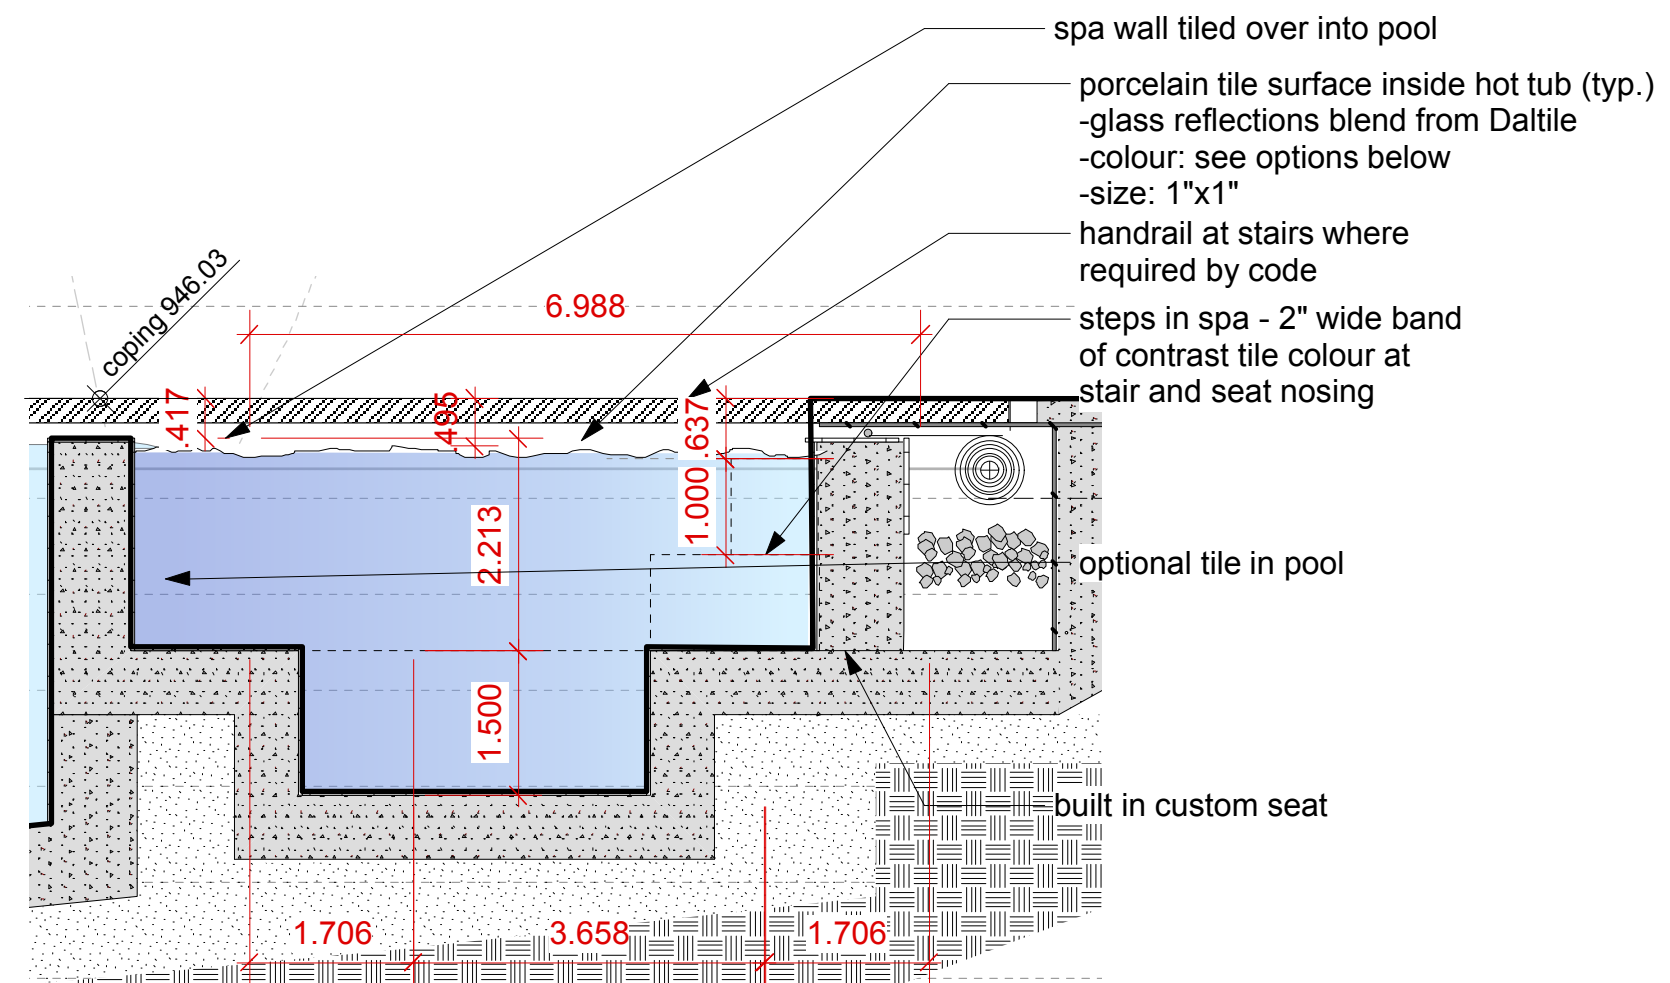 spa wall tiled over into pool
porcelain tile surface inside hot tub (typ.)
-glass reflections blend from Daltile
-colour: see options below
-size: 1"x1"
handrail at stairs where
required by code
steps in spa - 2" wide band
of contrast tile colour at
stair and seat nosing
coping 946.03
6.988
.417
.495
.637
1.000
2.213
optional tile in pool
1.500
built in custom seat
1.706
3.658
1.706